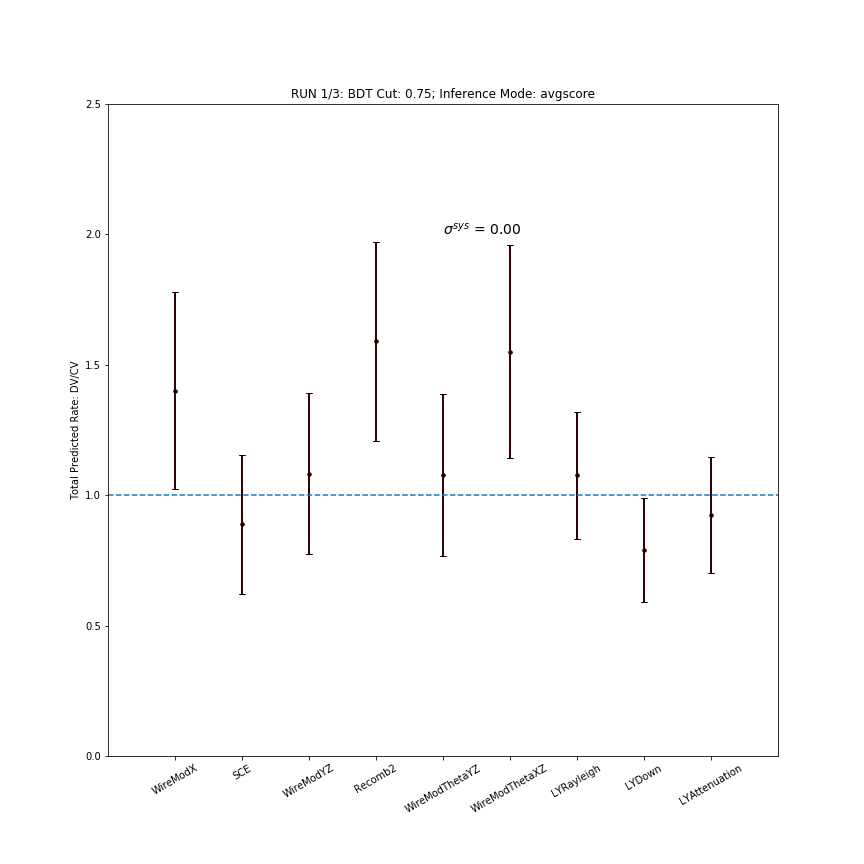 RUN 1/3: BDT Cut: 0.75; Inference Mode: avgscore
2.5
2.0
1.5
1.0
0.5
0.0
Total Predicted Rate: DV/CV
σ^sys = 0.00
WireModX
SCE
WireModYZ
Recomb2
WireModThetaYZ
WireModThetaXZ
LYRayleigh
LYDown
LYAttenuation